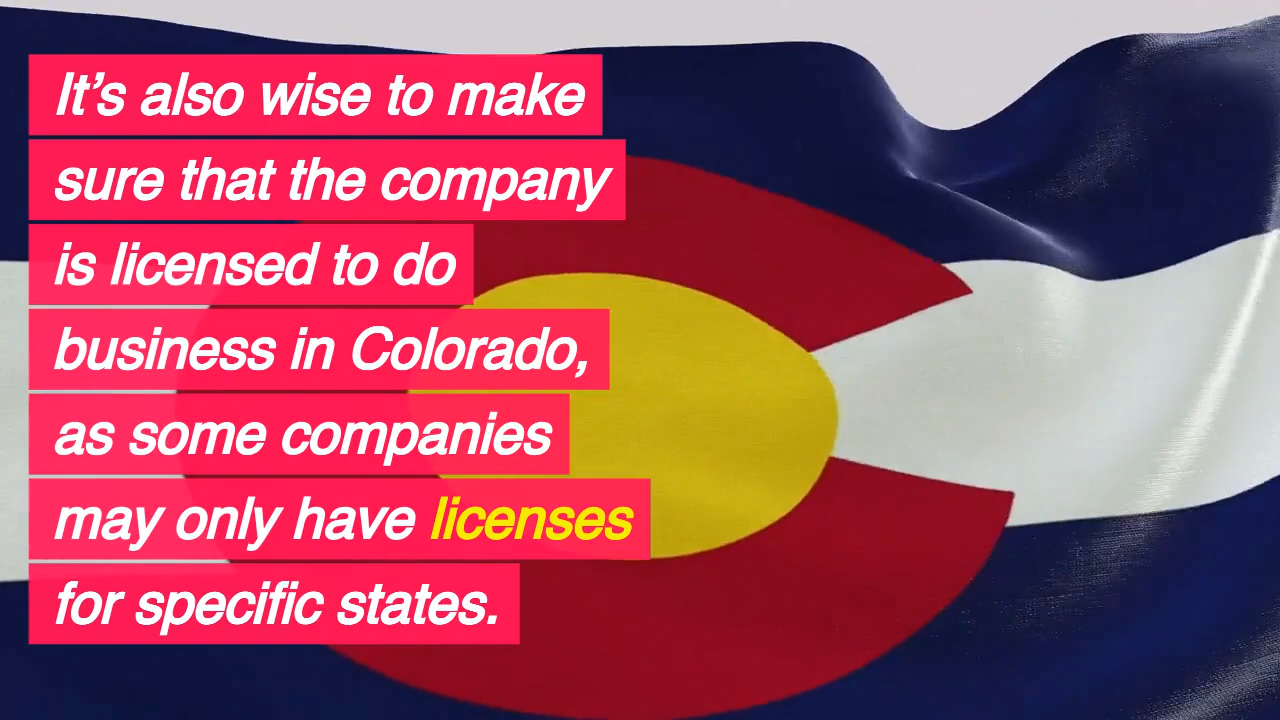 It’s also wise to make
sure that the company
is licensed to do
business in Colorado,
as some companies
may only have licenses
for specific states.